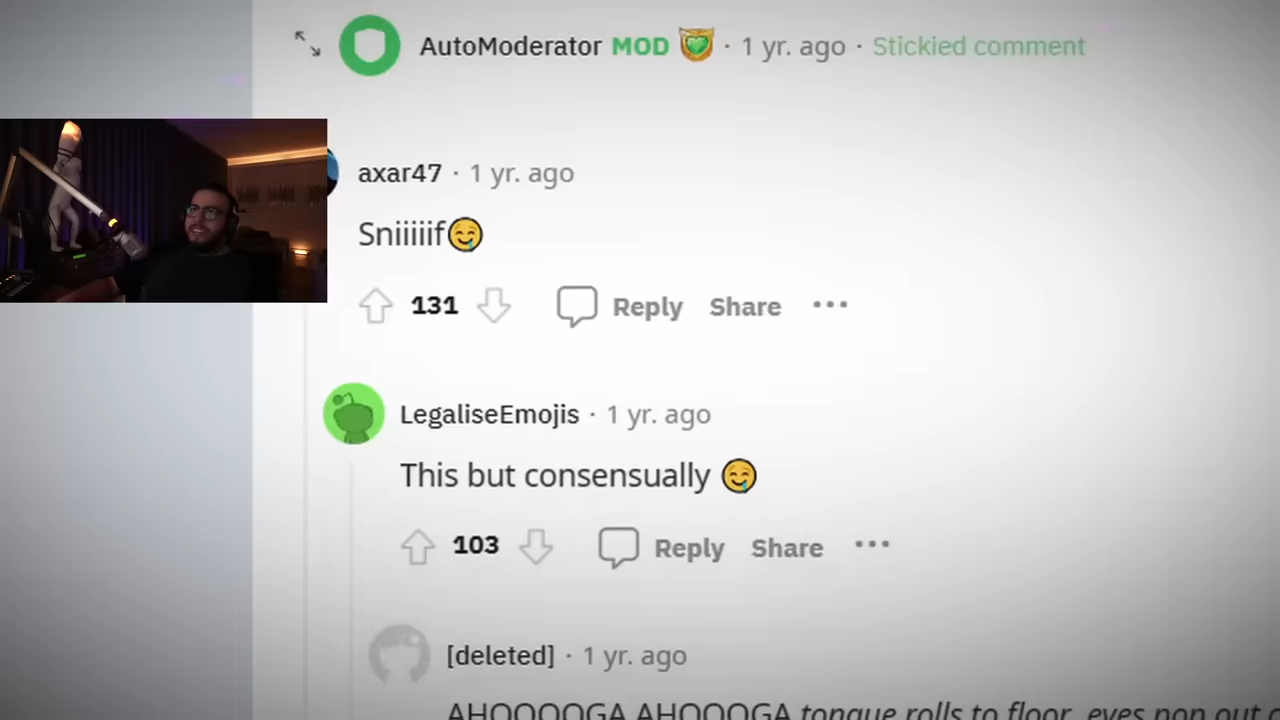 AutoModerator MOD · 1 yr. ago · Stickied comment
axar47 · 1 yr. ago
Sniiiiif🤤
131 Reply Share ···
LegaliseEmojis · 1 yr. ago
This but consensually 🤤
103 Reply Share ···
[deleted] · 1 yr. ago
AHOOOOGA AHOOOGA tongue rolls to floor, eyes pop out